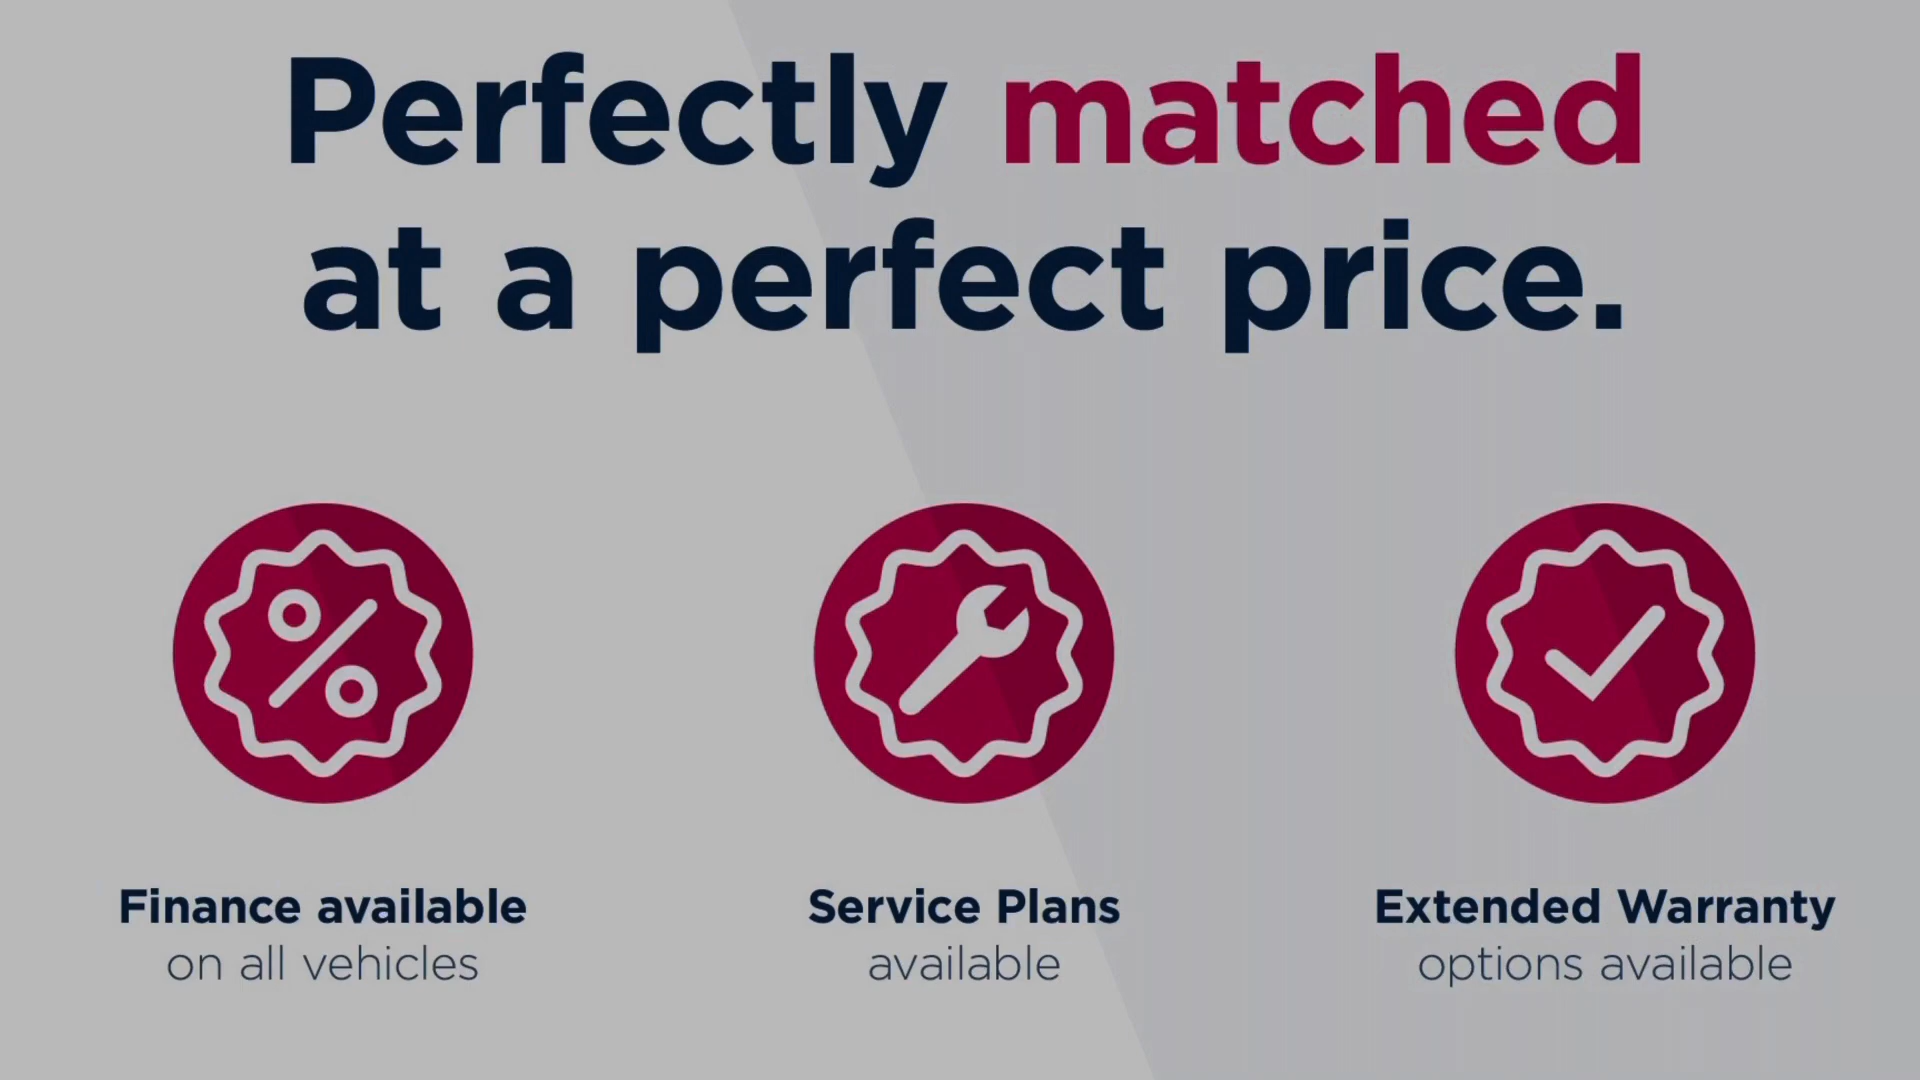 Perfectly matched
at a perfect price.
Finance available
on all vehicles
Service Plans
available
Extended Warranty
options available